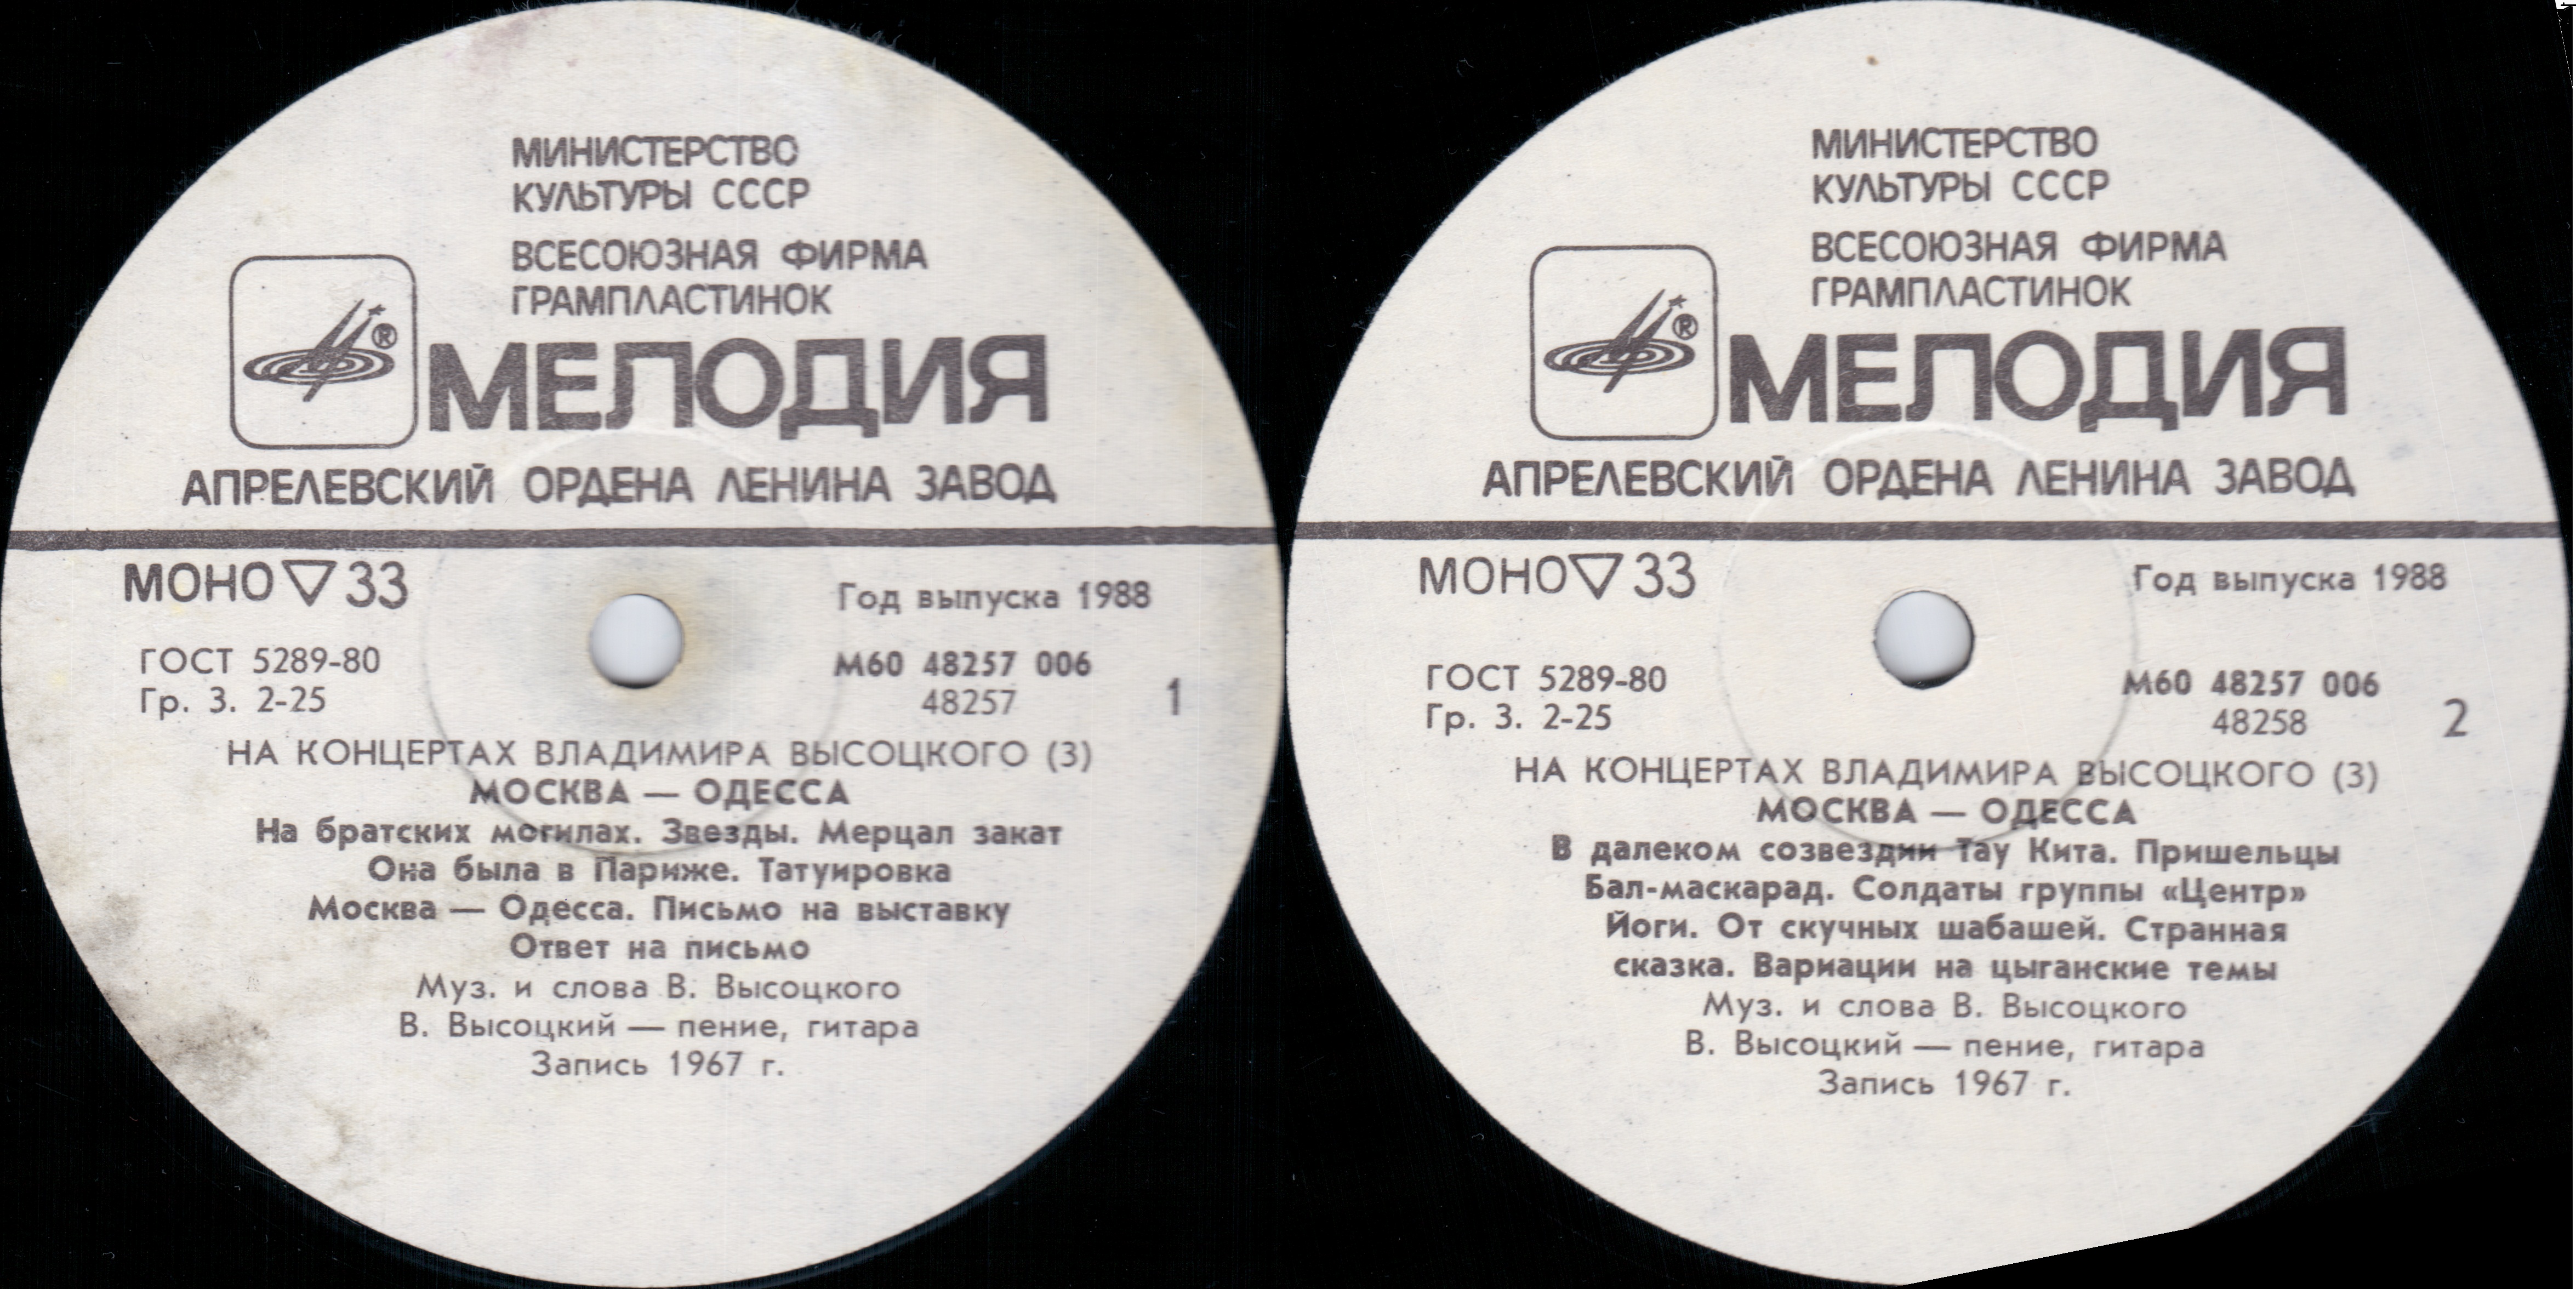 МИНИСТЕРСТВО
КУЛЬТУРЫ СССР
ВСЕСОЮЗНАЯ ФИРМА
ГРАМПЛАСТИНОК
®
МЕЛОДИЯ
АПРЕЛЕВСКИЙ ОРДЕНА ЛЕНИНА ЗАВОД
МОНО ▽ 33
Год выпуска 1988
ГОСТ 5289-80
М60 48257 006
Гр. 3. 2-25
48257
1
НА КОНЦЕРТАХ ВЛАДИМИРА ВЫСОЦКОГО (3)
МОСКВА — ОДЕССА
На братских могилах. Звезды. Мерцал закат
Она была в Париже. Татуировка
Москва — Одесса. Письмо на выставку
Ответ на письмо
Муз. и слова В. Высоцкого
В. Высоцкий — пение, гитара
Запись 1967 г.
МИНИСТЕРСТВО
КУЛЬТУРЫ СССР
ВСЕСОЮЗНАЯ ФИРМА
ГРАМПЛАСТИНОК
®
МЕЛОДИЯ
АПРЕЛЕВСКИЙ ОРДЕНА ЛЕНИНА ЗАВОД
МОНО ▽ 33
Год выпуска 1988
ГОСТ 5289-80
М60 48257 006
Гр. 3. 2-25
48258
2
НА КОНЦЕРТАХ ВЛАДИМИРА ВЫСОЦКОГО (3)
МОСКВА — ОДЕССА
В далеком созвездии Тау Кита. Пришельцы
Бал-маскарад. Солдаты группы «Центр»
Йоги. От скучных шабашей. Странная
сказка. Вариации на цыганские темы
Муз. и слова В. Высоцкого
В. Высоцкий — пение, гитара
Запись 1967 г.